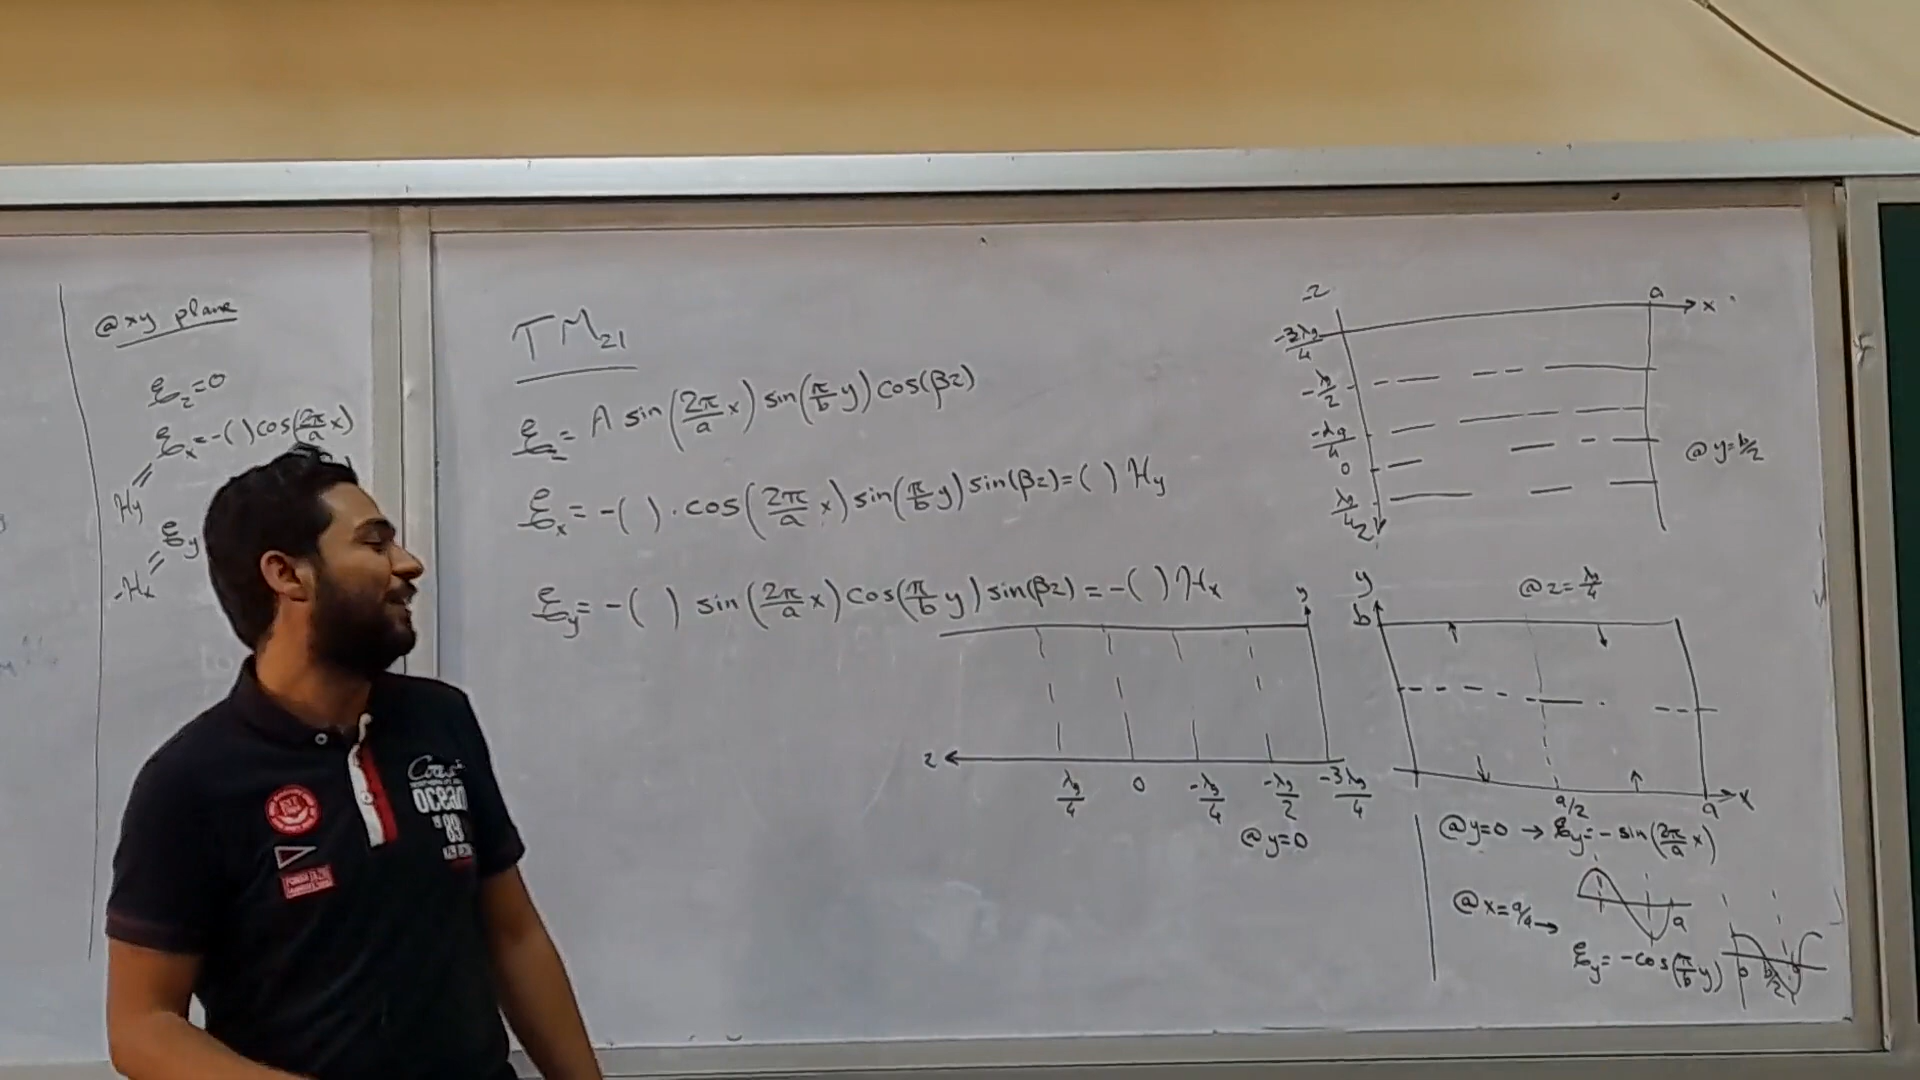 @ xy plane
ℰz=0
ℰx=-( )cos(2π/a x)
Hy
ℰy
-Hx
TM21
ℰz= A sin(2π/a x) sin(π/b y) cos(βz)
ℰx= -( ) . cos(2π/a x) sin(π/b y) sin(βz) = ( ) Hy
ℰy= -( ) sin(2π/a x) cos(π/b y) sin(βz) = -( ) Hx
-z
a
x
-3λg/4
-λg/2
-λg/4
0
λg/4
z
@ y=b/2
y
z
λg/4
0
-λg/4
-λg/2
-3λg/4
@ y=0
@ z=λg/4
y
b
a/2
a
x
@ y=0 → ℰy= - sin(2π/a x)
a
@ x=a/4 →
ℰy= -cos(π/b y)
0
b/2
OCEAN
89